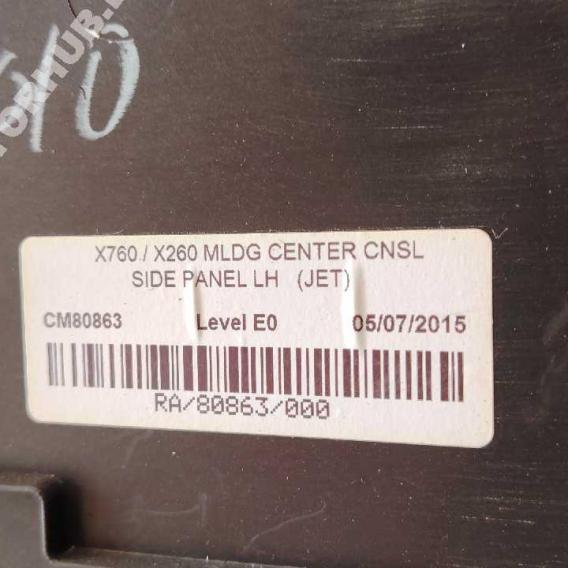 X760 / X260 MLDG CENTER CNSL
SIDE PANEL LH (JET)
CM80863 Level E0 05/07/2015
RA/80863/000